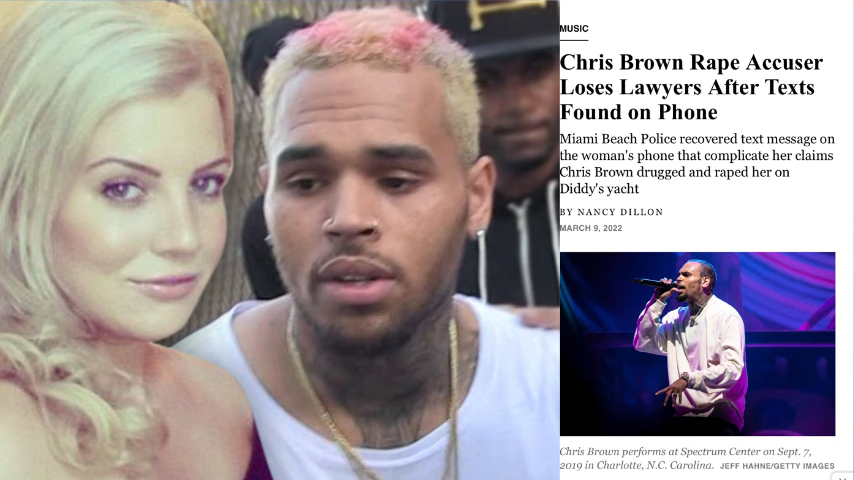 MUSIC
Chris Brown Rape Accuser
Loses Lawyers After Texts
Found on Phone
Miami Beach Police recovered text message on
the woman's phone that complicate her claims
Chris Brown drugged and raped her on
Diddy's yacht
BY NANCY DILLON
MARCH 9, 2022
Chris Brown performs at Spectrum Center on Sept. 7,
2019 in Charlotte, N.C. Carolina. JEFF HAHNE/GETTY IMAGES